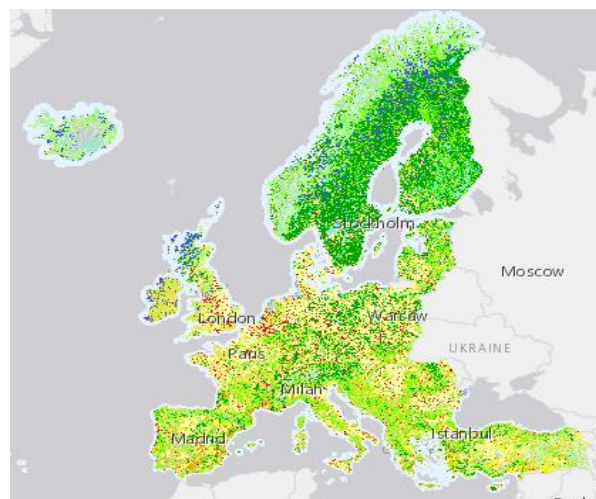 Stockholm
Moscow
London
Warsaw
UKRAINE
Paris
Milan
Madrid
Istanbul